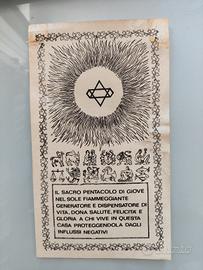 IL SACRO PENTACOLO DI GIOVE
NEL SOLE FIAMMEGGIANTE
GENERATORE E DISPENSATORE DI
VITA, DONA SALUTE, FELICITA' E
GLORIA A CHI VIVE IN QUESTA
CASA PROTEGGENDOLA DAGLI
INFLUSSI NEGATIVI